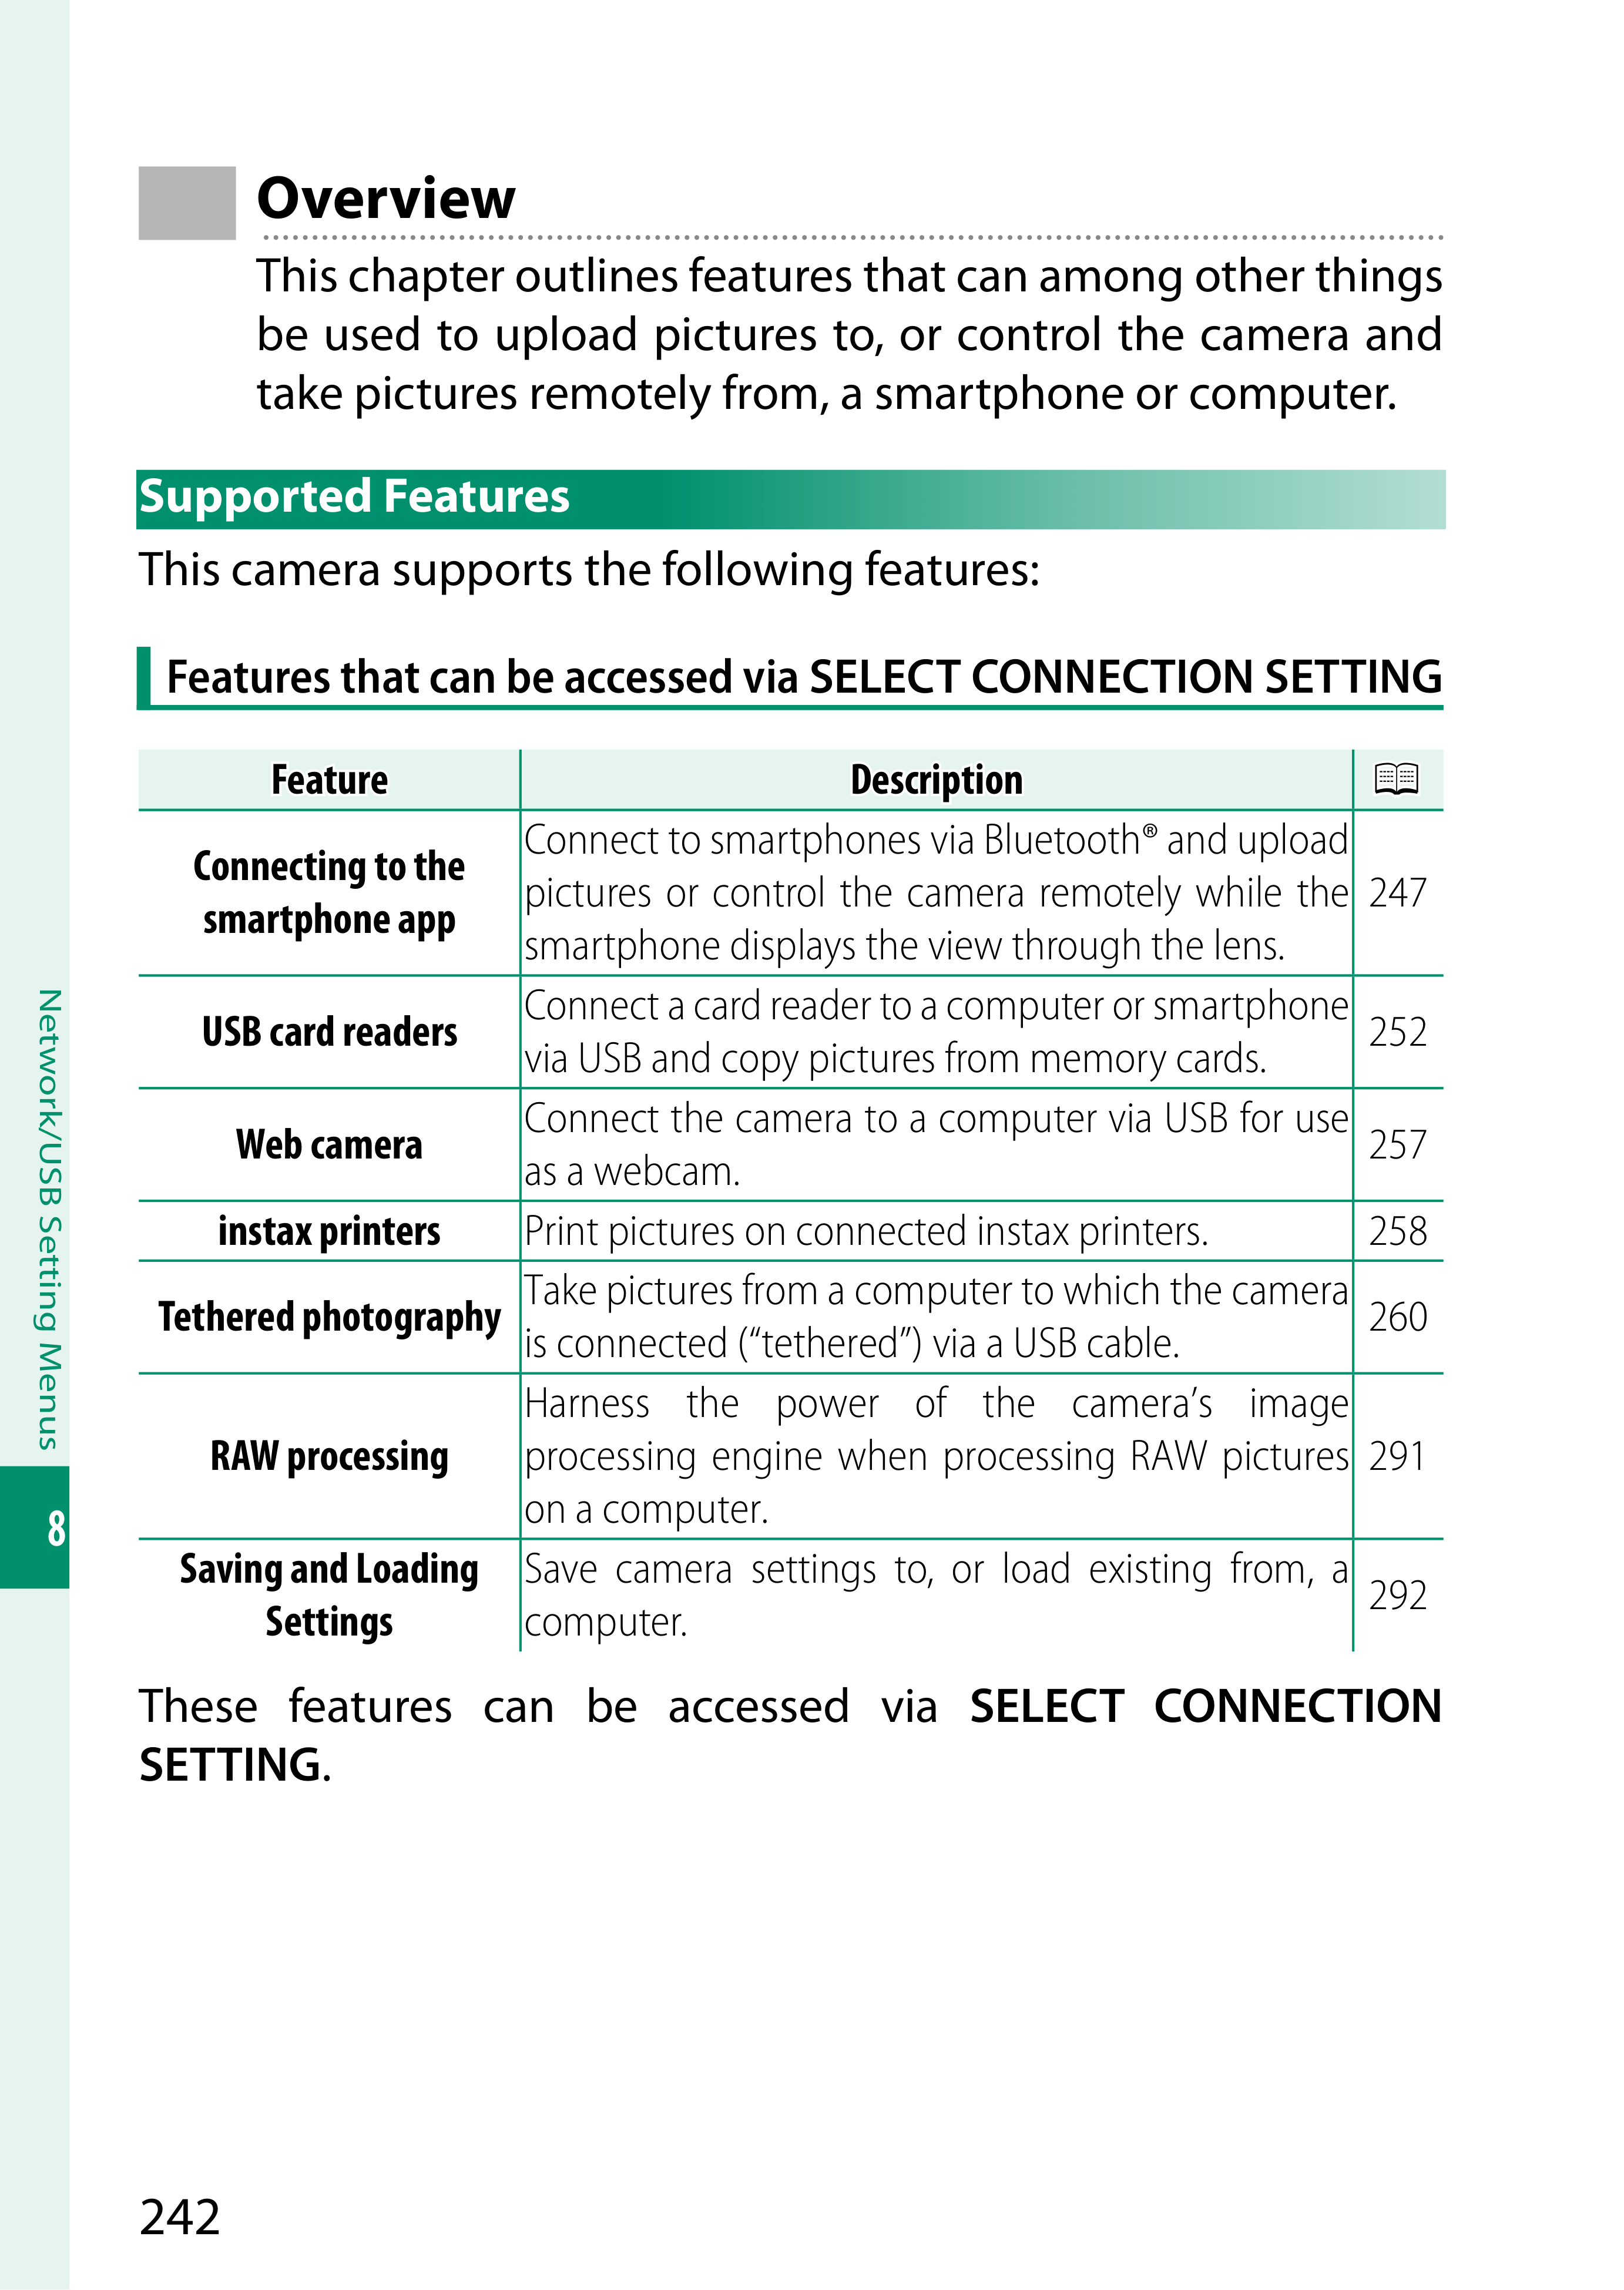 Overview
This chapter outlines features that can among other things
be used to upload pictures to, or control the camera and
take pictures remotely from, a smartphone or computer.
Supported Features
This camera supports the following features:
Features that can be accessed via SELECT CONNECTION SETTING
Feature Description
Connecting to the
smartphone app
Connect to smartphones via Bluetooth® and upload
pictures or control the camera remotely while the
smartphone displays the view through the lens.
247
USB card readers
Connect a card reader to a computer or smartphone
via USB and copy pictures from memory cards.
252
Web camera
Connect the camera to a computer via USB for use
as a webcam.
257
instax printers
Print pictures on connected instax printers.
258
Tethered photography
Take pictures from a computer to which the camera
is connected (“tethered”) via a USB cable.
260
RAW processing
Harness the power of the camera’s image
processing engine when processing RAW pictures
on a computer.
291
Saving and Loading
Settings
Save camera settings to, or load existing from, a
computer.
292
These features can be accessed via SELECT CONNECTION
SETTING.
Network/USB Setting Menus
8
242